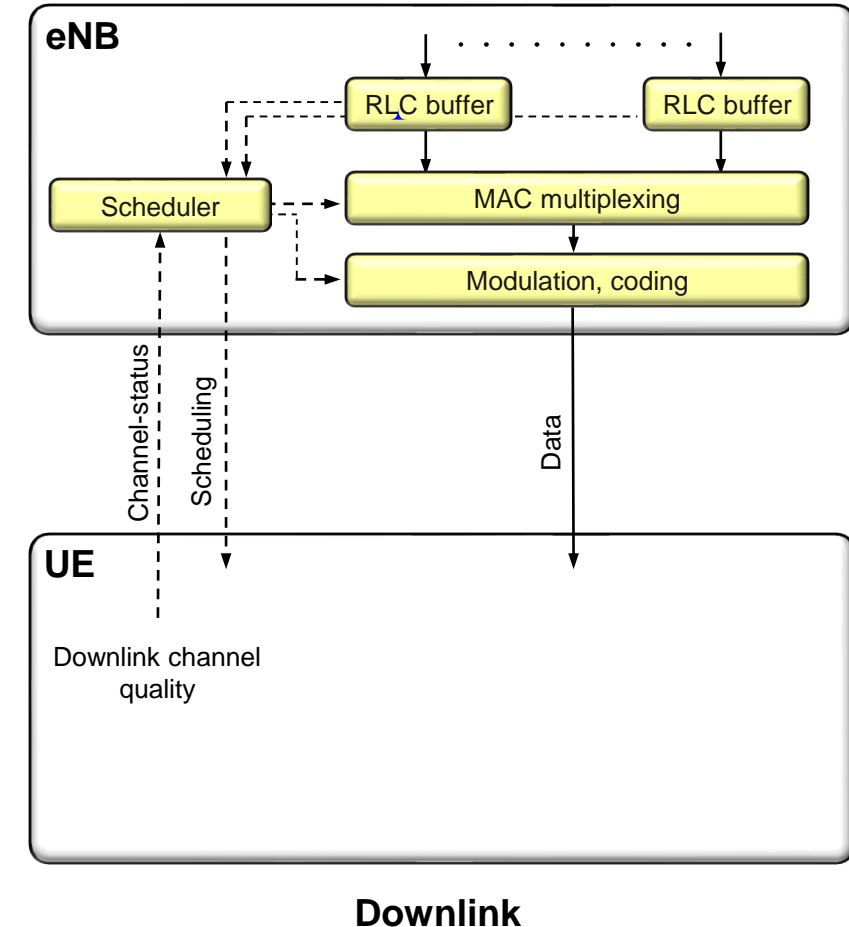 eNB
RLC buffer
RLC buffer
Scheduler
MAC multiplexing
Modulation, coding
Channel-status
Scheduling
Data
UE
Downlink channel
quality
Downlink